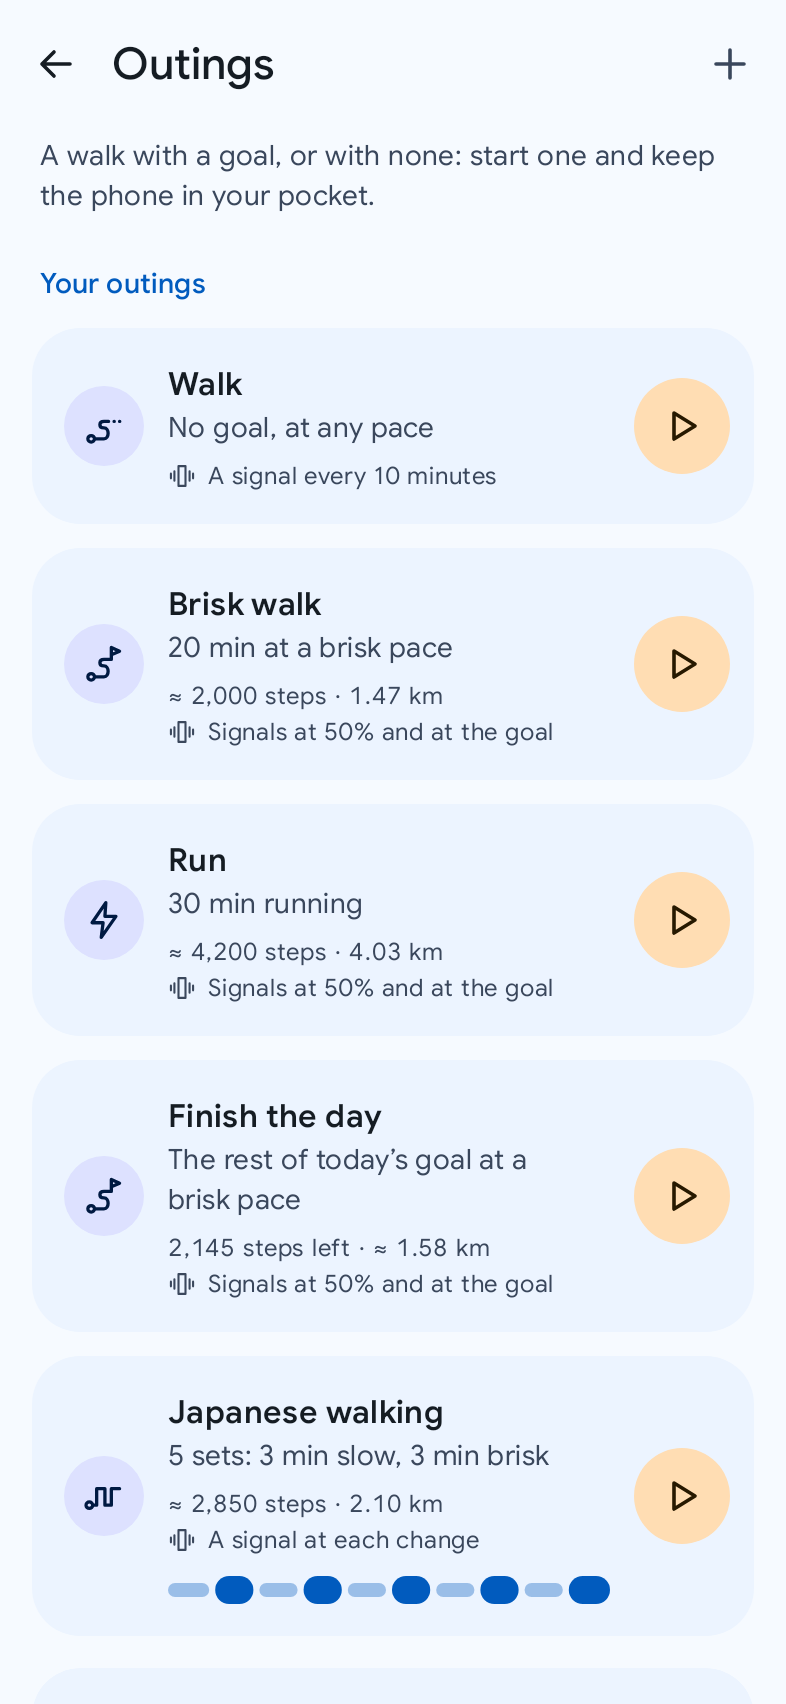 Outings
A walk with a goal, or with none: start one and keep
the phone in your pocket.
Your outings
Walk
No goal, at any pace
A signal every 10 minutes
Brisk walk
20 min at a brisk pace
≈ 2,000 steps · 1.47 km
Signals at 50% and at the goal
Run
30 min running
≈ 4,200 steps · 4.03 km
Signals at 50% and at the goal
Finish the day
The rest of today’s goal at a
brisk pace
2,145 steps left · ≈ 1.58 km
Signals at 50% and at the goal
Japanese walking
5 sets: 3 min slow, 3 min brisk
≈ 2,850 steps · 2.10 km
A signal at each change